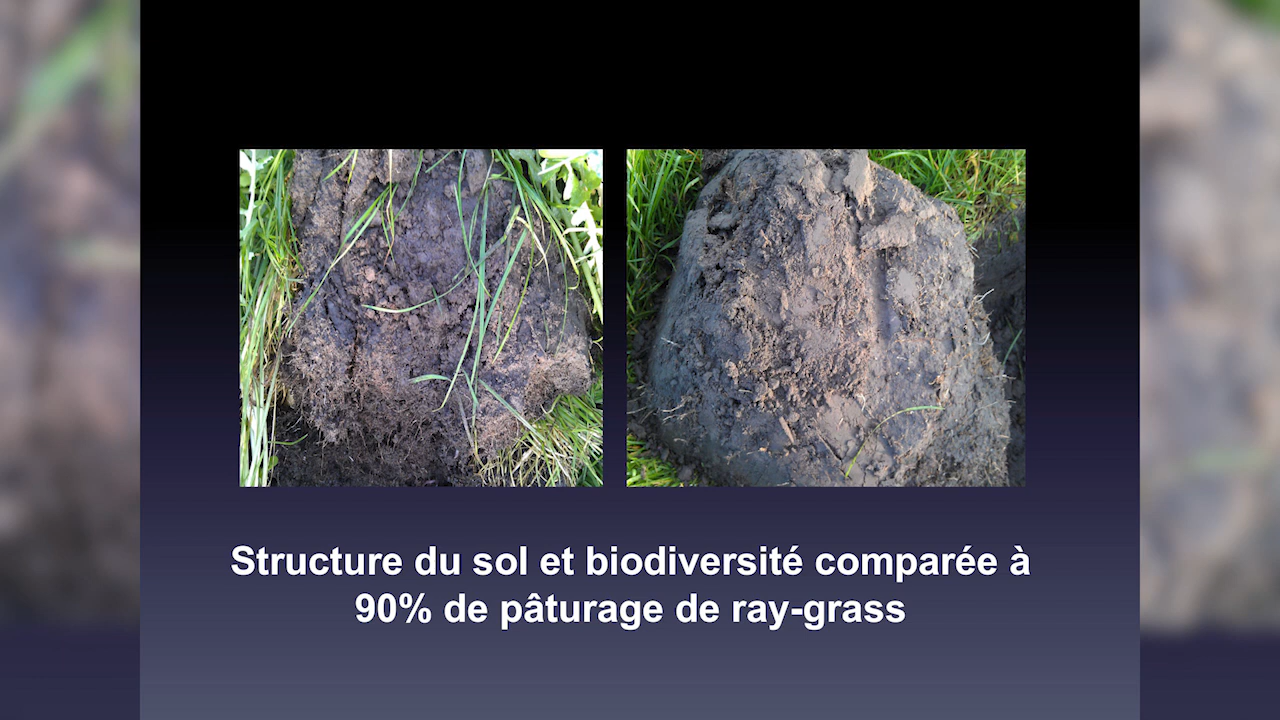 Structure du sol et biodiversité comparée à
90% de pâturage de ray-grass